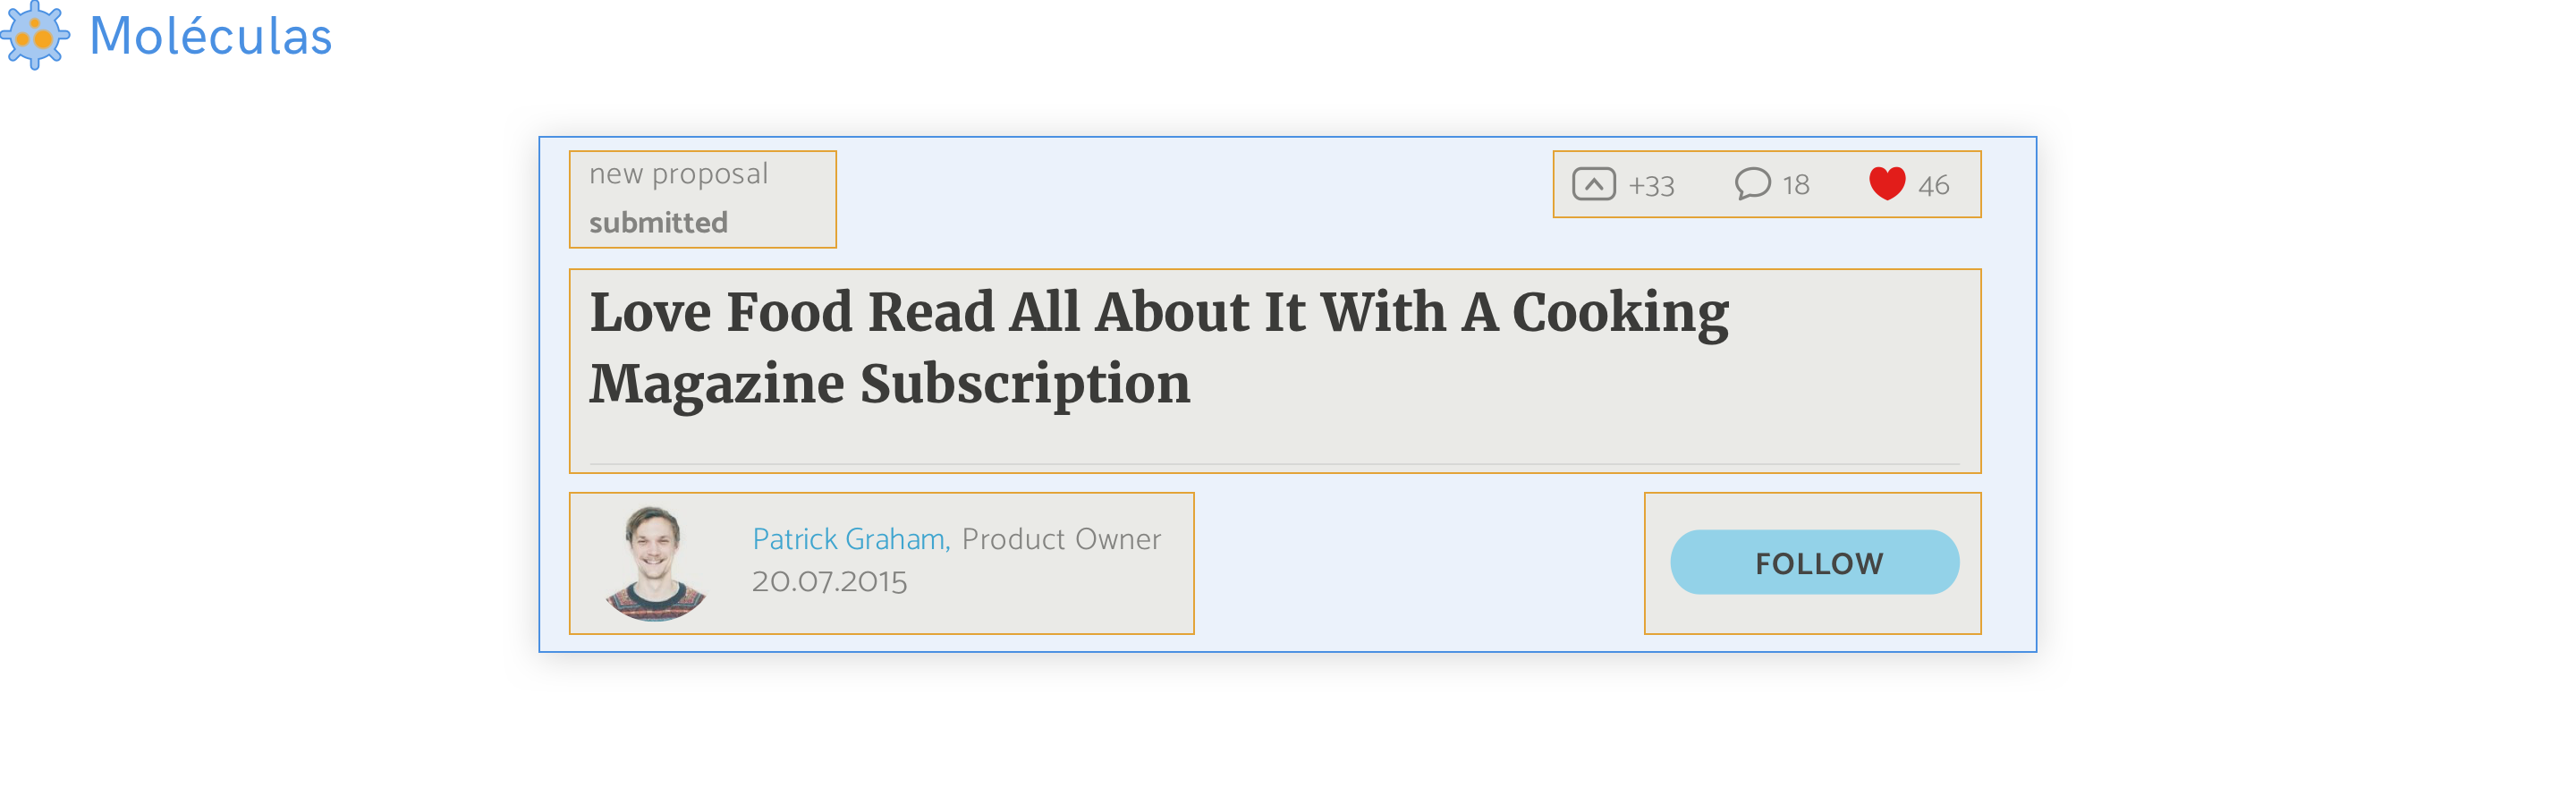 Moléculas
new proposal
submitted
+33 18 46
Love Food Read All About It With A Cooking
Magazine Subscription
Patrick Graham, Product Owner
20.07.2015
FOLLOW